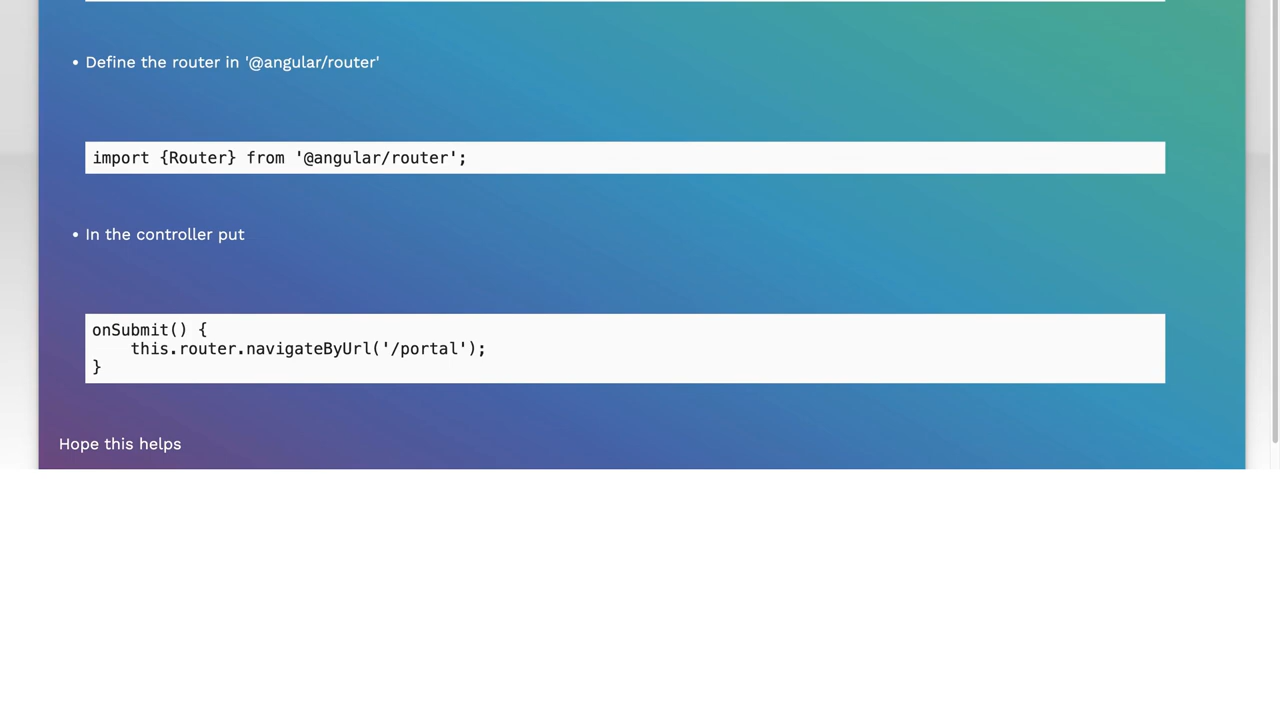 • Define the router in '@angular/router'
import {Router} from '@angular/router';
• In the controller put
onSubmit() {
    this.router.navigateByUrl('/portal');
}
Hope this helps